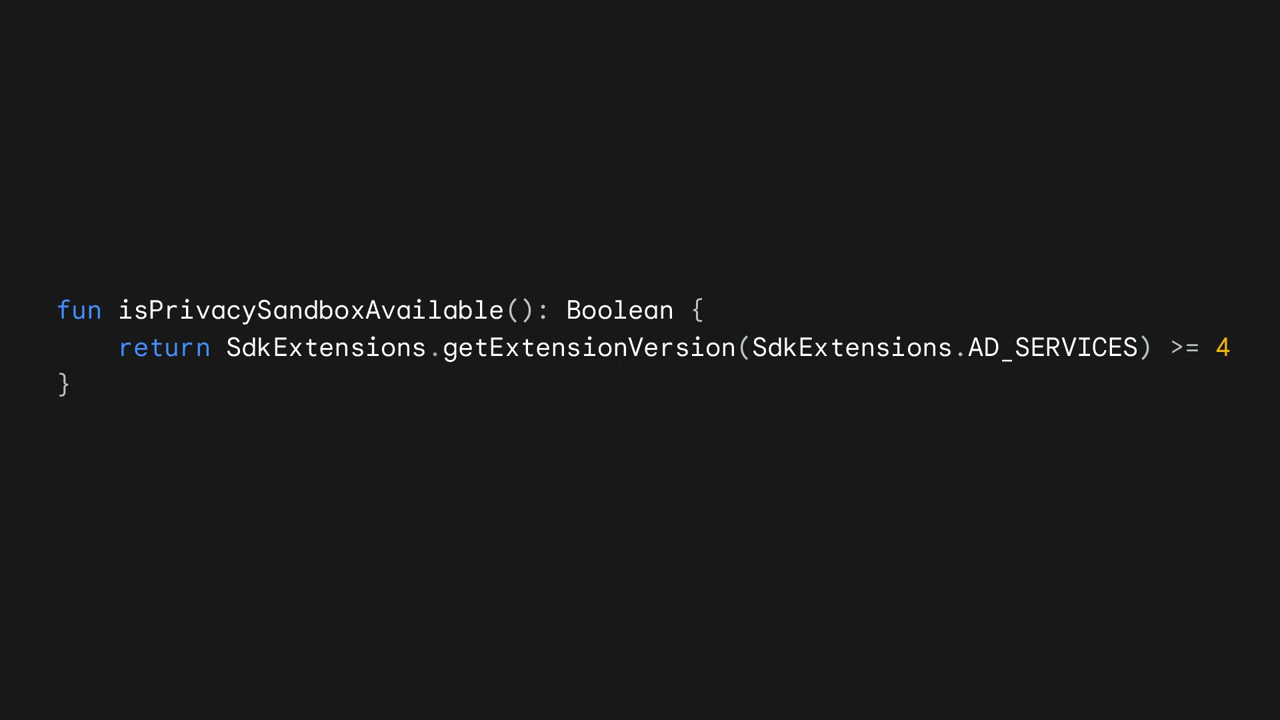 fun isPrivacySandboxAvailable(): Boolean {
    return SdkExtensions.getExtensionVersion(SdkExtensions.AD_SERVICES) >= 4
}